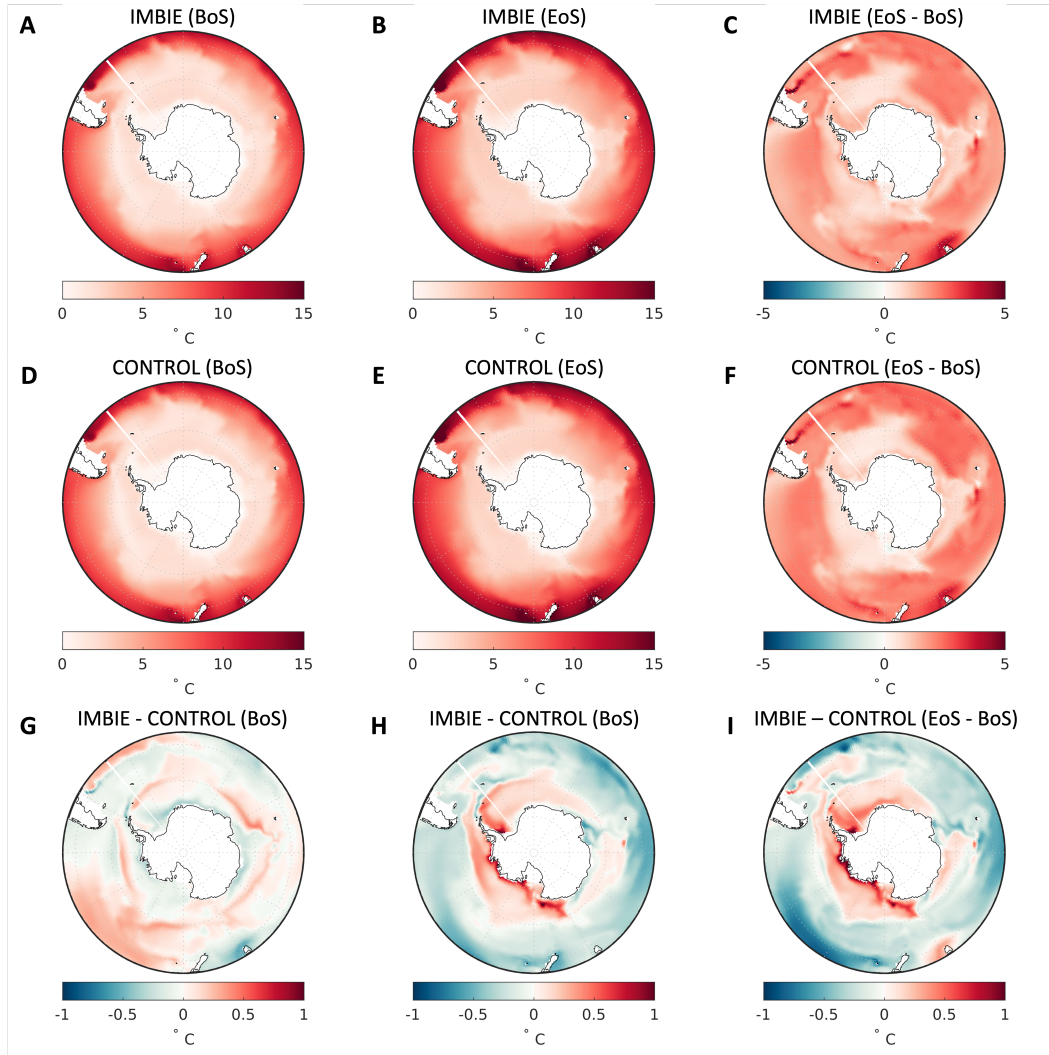 A IMBIE (BoS) B IMBIE (EoS) C IMBIE (EoS - BoS)
0 5 10 15 0 5 10 15 -5 0 5
° C ° C ° C
D CONTROL (BoS) E CONTROL (EoS) F CONTROL (EoS - BoS)
0 5 10 15 0 5 10 15 -5 0 5
° C ° C ° C
G IMBIE - CONTROL (BoS) H IMBIE - CONTROL (BoS) I IMBIE – CONTROL (EoS - BoS)
-1 -0.5 0 0.5 1 -1 -0.5 0 0.5 1 -1 -0.5 0 0.5 1
° C ° C ° C